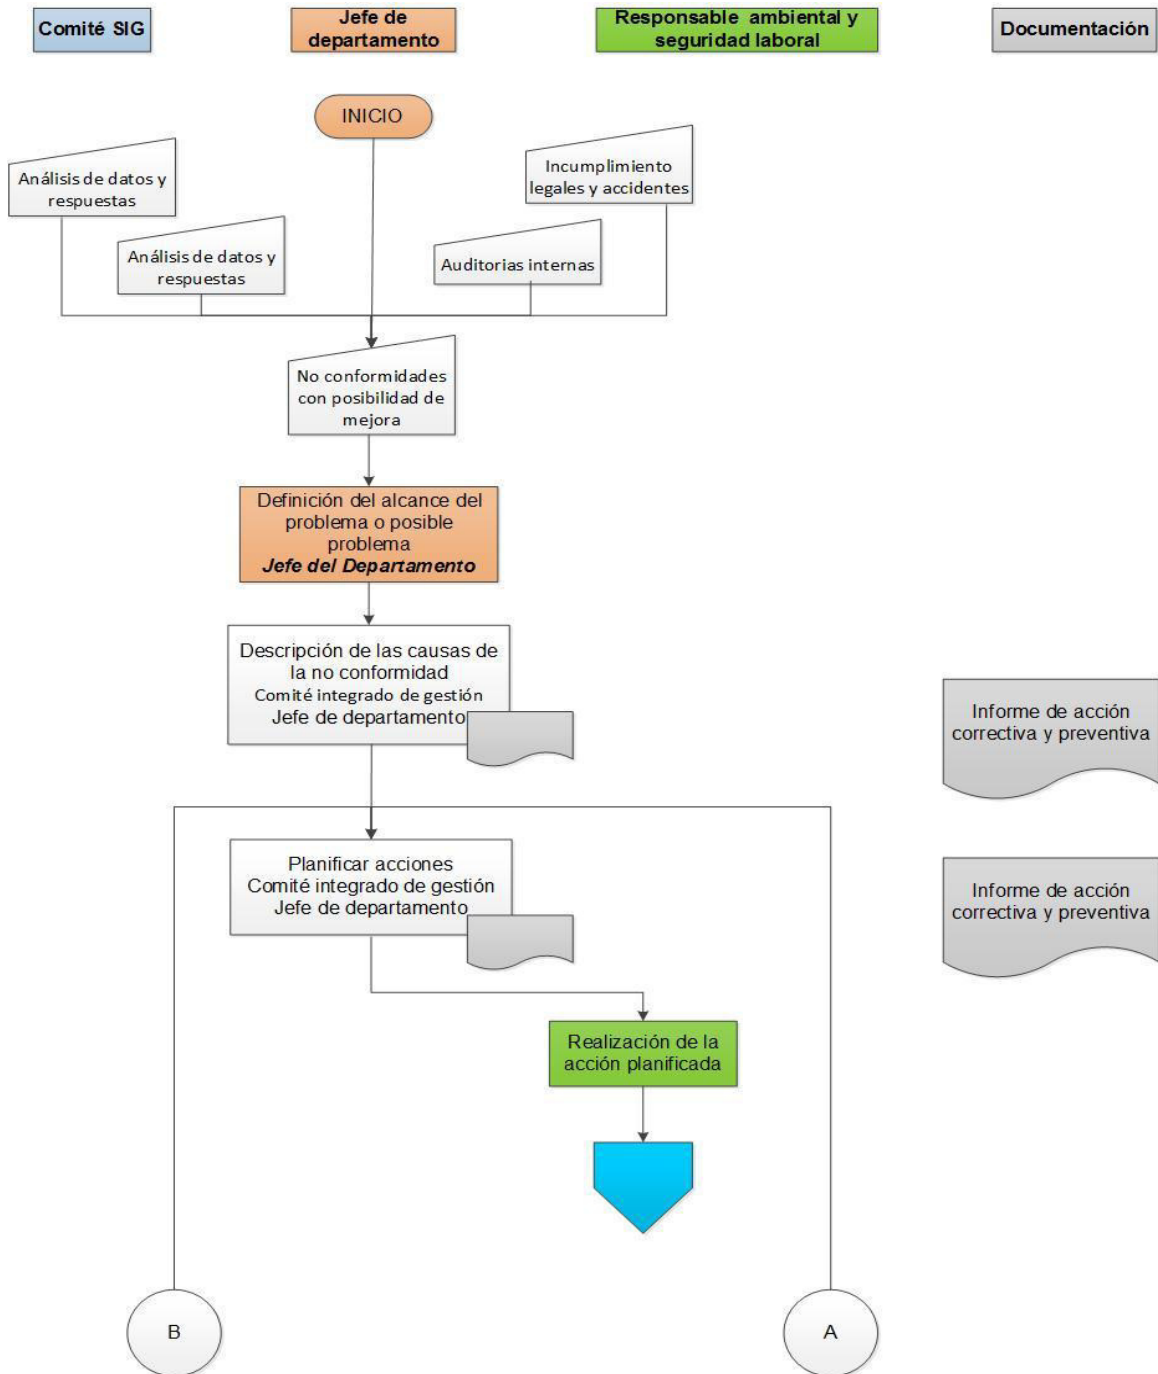 Comité SIG
Jefe de
departamento
Responsable ambiental y
seguridad laboral
Documentación
INICIO
Análisis de datos y
respuestas
Incumplimiento
legales y accidentes
Análisis de datos y
respuestas
Auditorias internas
No conformidades
con posibilidad de
mejora
Definición del alcance del
problema o posible
problema
Jefe del Departamento
Descripción de las causas de
la no conformidad
Comité integrado de gestión
Jefe de departamento
Informe de acción
correctiva y preventiva
Planificar acciones
Comité integrado de gestión
Jefe de departamento
Informe de acción
correctiva y preventiva
Realización de la
acción planificada
B
A